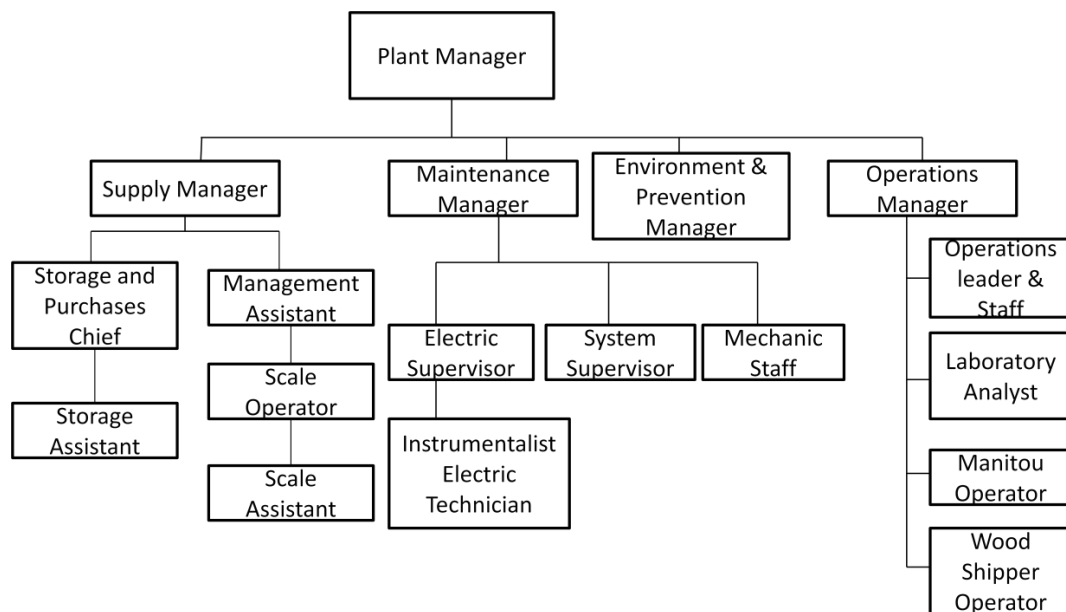 Plant Manager
Supply Manager
Maintenance
Manager
Environment &
Prevention
Manager
Operations
Manager
Storage and
Purchases
Chief
Management
Assistant
Electric
Supervisor
System
Supervisor
Mechanic
Staff
Operations
leader &
Staff
Laboratory
Analyst
Storage
Assistant
Scale
Operator
Instrumentalist
Electric
Technician
Manitou
Operator
Scale
Assistant
Wood
Shipper
Operator